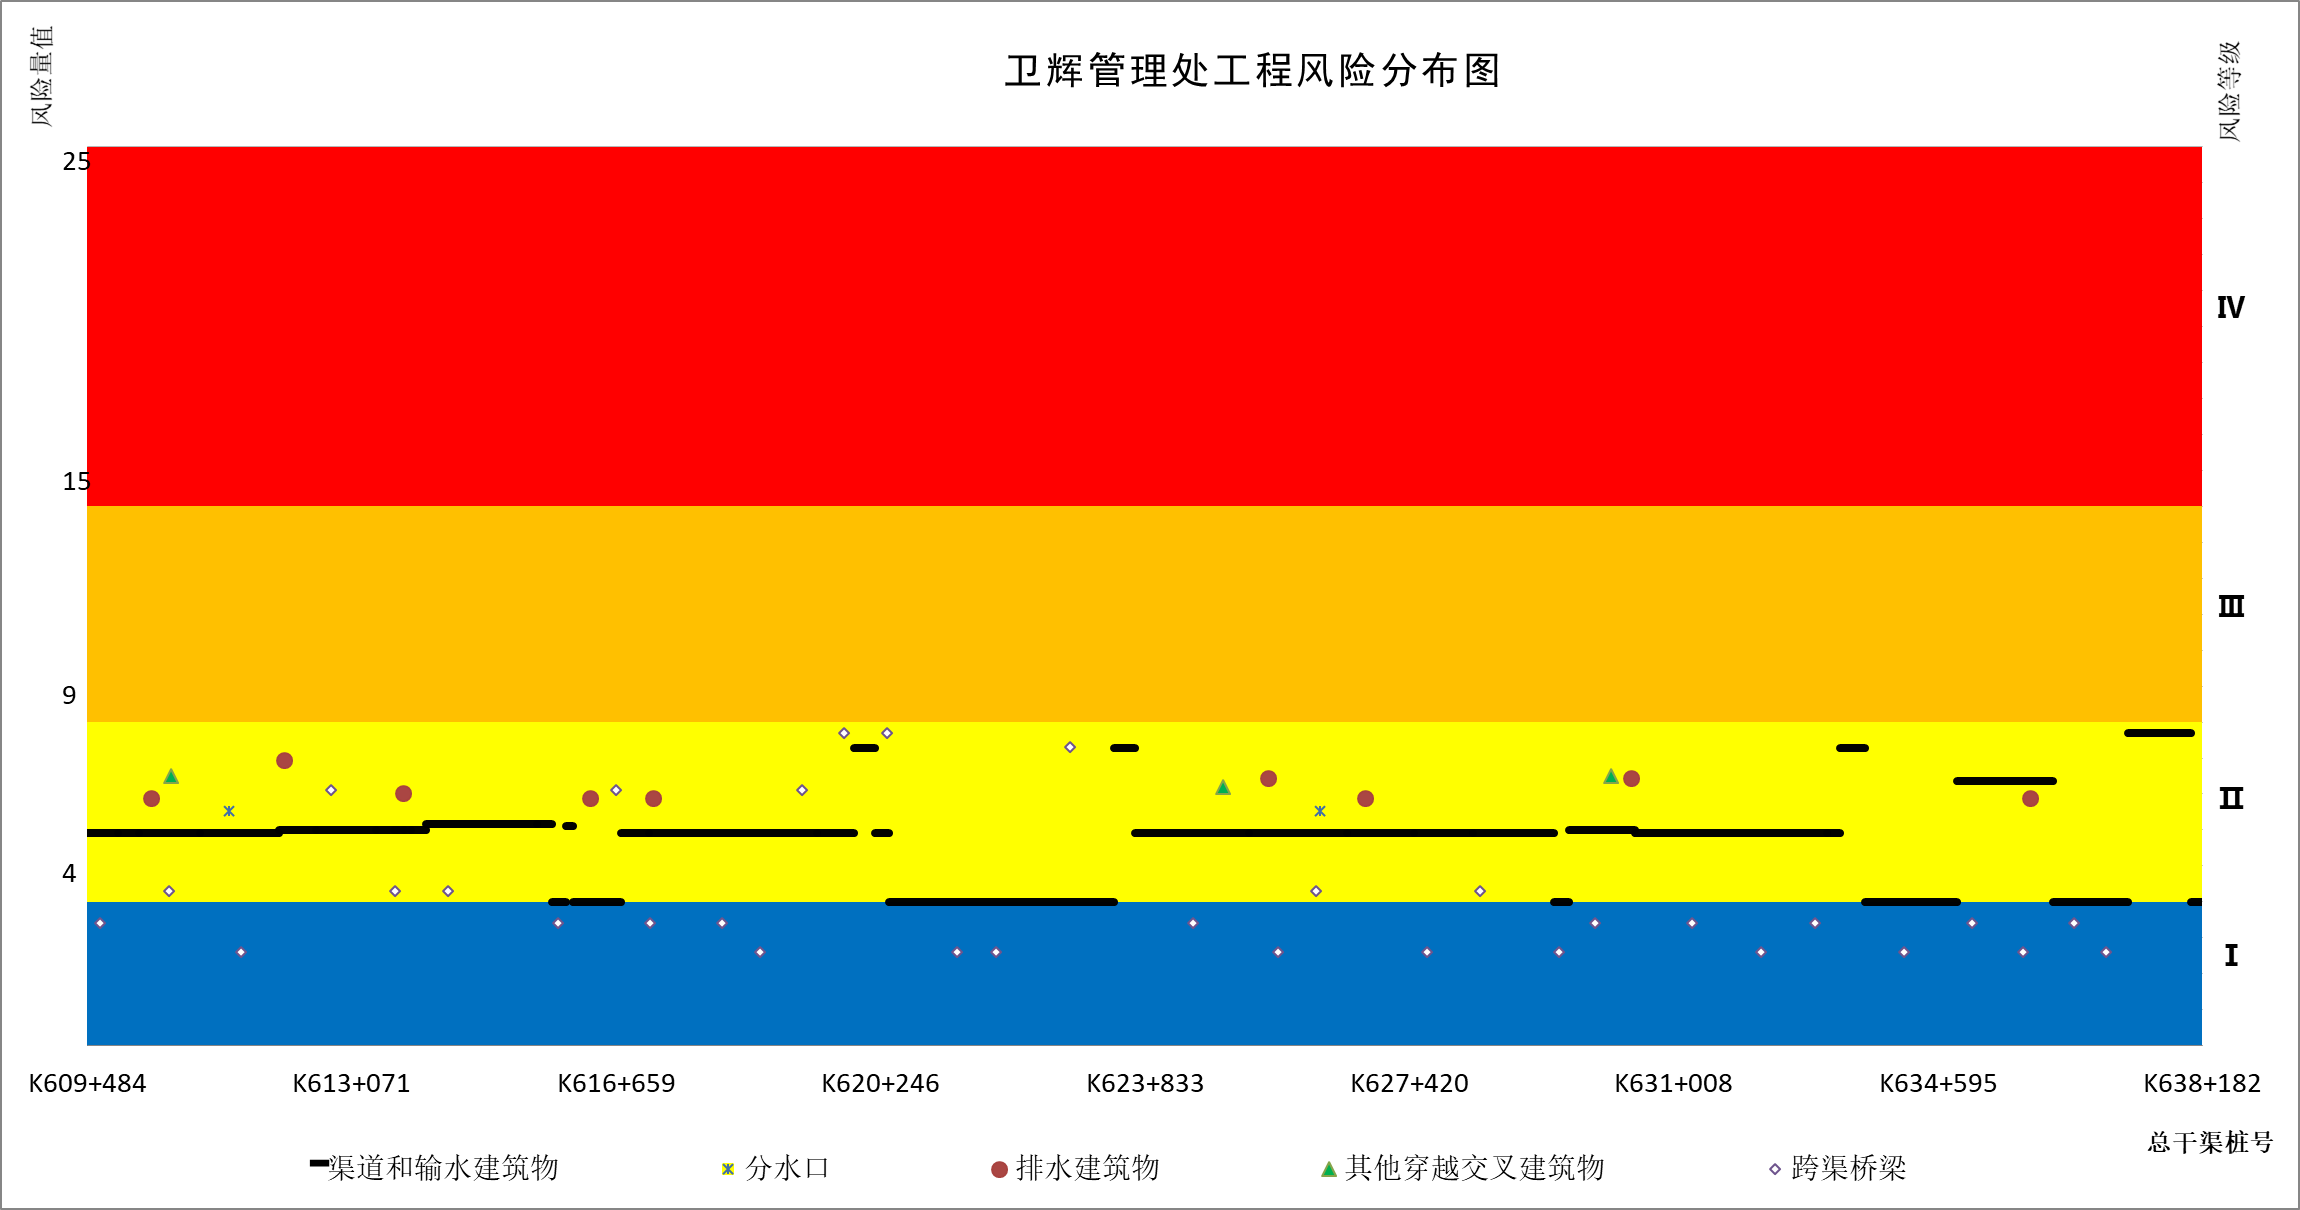 卫辉管理处工程风险分布图
风险量值
风险等级
25
15
9
4
IV
III
II
I
K609+484 K613+071 K616+659 K620+246 K623+833 K627+420 K631+008 K634+595 K638+182
总干渠桩号
渠道和输水建筑物 分水口 排水建筑物 其他穿越交叉建筑物 跨渠桥梁